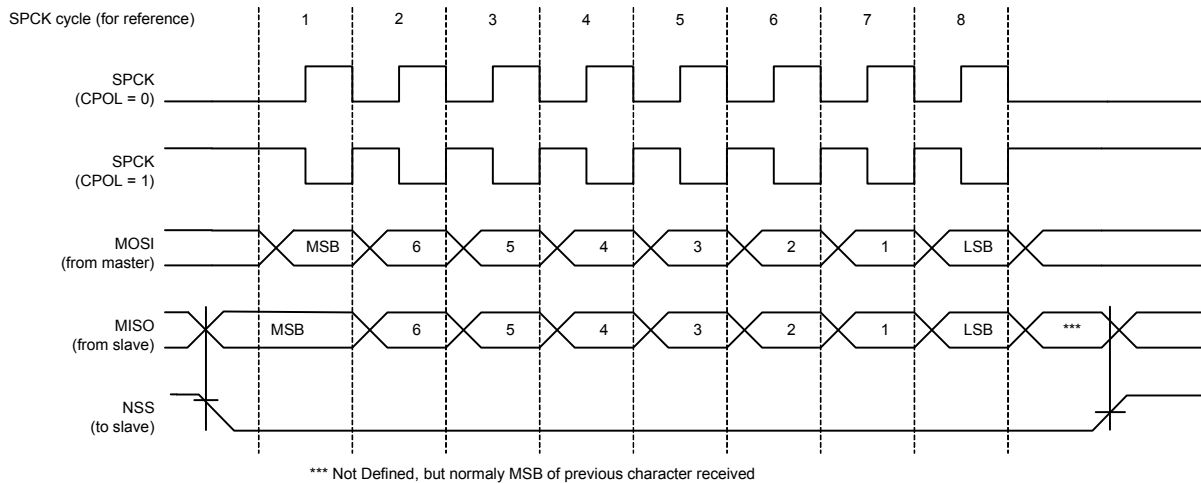 SPCK cycle (for reference) 1 2 3 4 5 6 7 8
SPCK
(CPOL = 0)
SPCK
(CPOL = 1)
MOSI
(from master)
MSB 6 5 4 3 2 1 LSB
MISO
(from slave)
MSB 6 5 4 3 2 1 LSB ***
NSS
(to slave)
*** Not Defined, but normaly MSB of previous character received